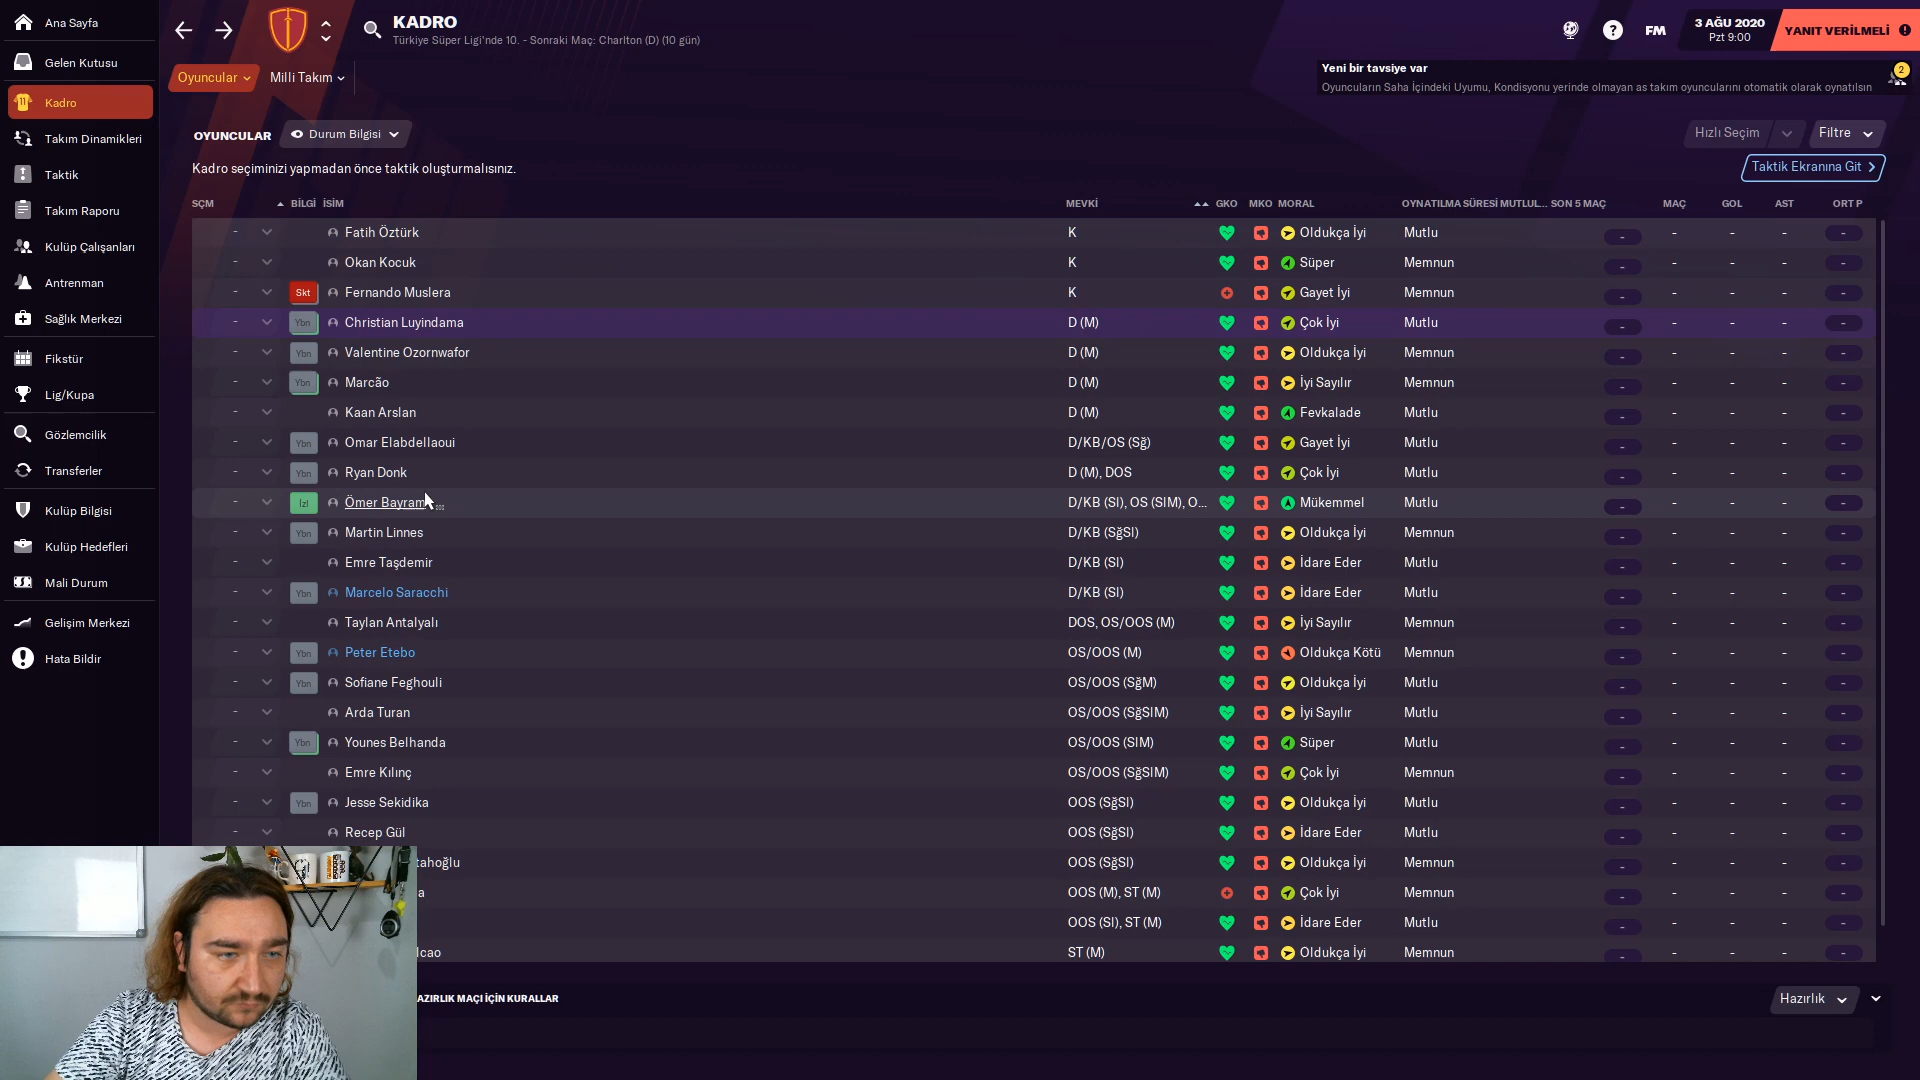 Ana Sayfa
Gelen Kutusu
Kadro
Takım Dinamikleri
Taktik
Takım Raporu
Kulüp Çalışanları
Antrenman
Sağlık Merkezi
Fikstür
Lig/Kupa
Gözlemcilik
Transferler
Kulüp Bilgisi
Kulüp Hedefleri
Mali Durum
Gelişim Merkezi
Hata Bildir
KADRO
Türkiye Süper Ligi'nde 10. - Sonraki Maç: Charlton (D) (10 gün)
FM
3 AĞU 2020
Pzt 9:00
YANIT VERİLMELİ
Oyuncular
Milli Takım
Yeni bir tavsiye var
Oyuncuların Saha İçindeki Uyumu, Kondisyonu yerinde olmayan as takım oyuncularını otomatik olarak oynatılsın
2
OYUNCULAR
Durum Bilgisi
Hızlı Seçim
Filtre
Kadro seçiminizi yapmadan önce taktik oluşturmalısınız.
Taktik Ekranına Git
SÇM BİLGİ İSİM MEVKİ GKO MKO MORAL OYNATILMA SÜRESİ MUTLUL... SON 5 MAÇ MAÇ GOL AST ORT P
- Fatih Öztürk K Oldukça İyi Mutlu - - - - -
- Okan Kocuk K Süper Memnun - - - - -
- Skt Fernando Muslera K Gayet İyi Memnun - - - - -
- Ybn Christian Luyindama D (M) Çok İyi Mutlu - - - - -
- Ybn Valentine Ozornwafor D (M) Oldukça İyi Memnun - - - - -
- Ybn Marcão D (M) İyi Sayılır Memnun - - - - -
- Kaan Arslan D (M) Fevkalade Mutlu - - - - -
- Ybn Omar Elabdellaoui D/KB/OS (Sğ) Gayet İyi Mutlu - - - - -
- Ybn Ryan Donk D (M), DOS Çok İyi Mutlu - - - - -
- İzl Ömer Bayram D/KB (Sl), OS (SlM), O... Mükemmel Mutlu - - - - -
- Ybn Martin Linnes D/KB (SğSl) Oldukça İyi Memnun - - - - -
- Emre Taşdemir D/KB (Sl) İdare Eder Mutlu - - - - -
- Ybn Marcelo Saracchi D/KB (Sl) İdare Eder Mutlu - - - - -
- Taylan Antalyalı DOS, OS/OOS (M) İyi Sayılır Memnun - - - - -
- Ybn Peter Etebo OS/OOS (M) Oldukça Kötü Memnun - - - - -
- Ybn Sofiane Feghouli OS/OOS (SğM) Oldukça İyi Mutlu - - - - -
- Arda Turan OS/OOS (SğSlM) İyi Sayılır Mutlu - - - - -
- Ybn Younes Belhanda OS/OOS (SlM) Süper Mutlu - - - - -
- Emre Kılınç OS/OOS (SğSlM) Çok İyi Memnun - - - - -
- Ybn Jesse Sekidika OOS (SğSl) Oldukça İyi Mutlu - - - - -
- Recep Gül OOS (SğSl) İdare Eder Mutlu - - - - -
tahoğlu OOS (SğSl) Oldukça İyi Memnun - - - - -
a OOS (M), ST (M) Çok İyi Memnun - - - - -
OOS (Sl), ST (M) İdare Eder Mutlu - - - - -
lcao ST (M) Oldukça İyi Memnun - - - - -
AZIRLIK MAÇI İÇİN KURALLAR
Hazırlık